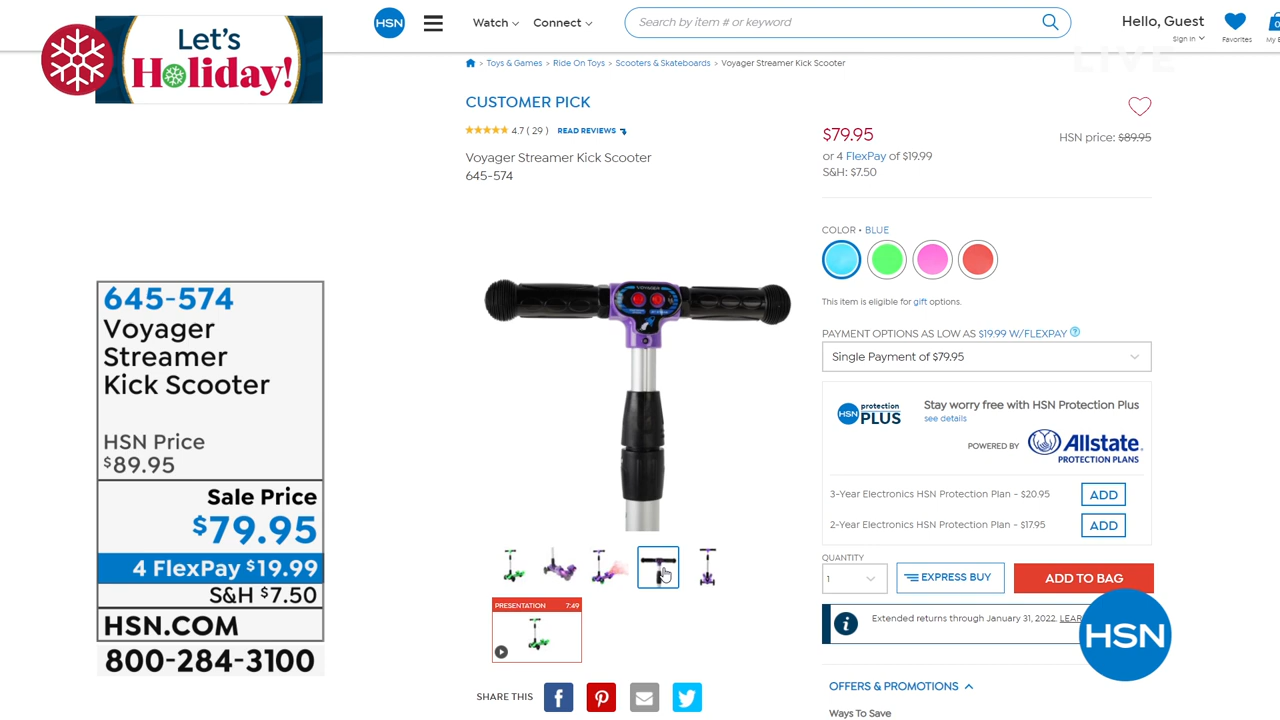 Let's
Holiday!
HSN
Watch
Connect
Search by item # or keyword
Hello, Guest
Sign In
Favorites
My B
0
LIVE
> Toys & Games > Ride On Toys > Scooters & Skateboards > Voyager Streamer Kick Scooter
CUSTOMER PICK
4.7 ( 29 ) READ REVIEWS
Voyager Streamer Kick Scooter
645-574
$79.95
HSN price: $89.95
or 4 FlexPay of $19.99
S&H: $7.50
COLOR • BLUE
This item is eligible for gift options.
PAYMENT OPTIONS AS LOW AS $19.99 W/FLEXPAY ?
Single Payment of $79.95
HSN protection PLUS
Stay worry free with HSN Protection Plus
see details
POWERED BY Allstate.
PROTECTION PLANS
3-Year Electronics HSN Protection Plan - $20.95 ADD
2-Year Electronics HSN Protection Plan - $17.95 ADD
QUANTITY
1
EXPRESS BUY
ADD TO BAG
i Extended returns through January 31, 2022. LEAR
HSN
OFFERS & PROMOTIONS
Ways To Save
VOYAGER
PRESENTATION 7:49
SHARE THIS
645-574
Voyager
Streamer
Kick Scooter
HSN Price
$89.95
Sale Price
$79.95
4 FlexPay $19.99
S&H $7.50
HSN.COM
800-284-3100